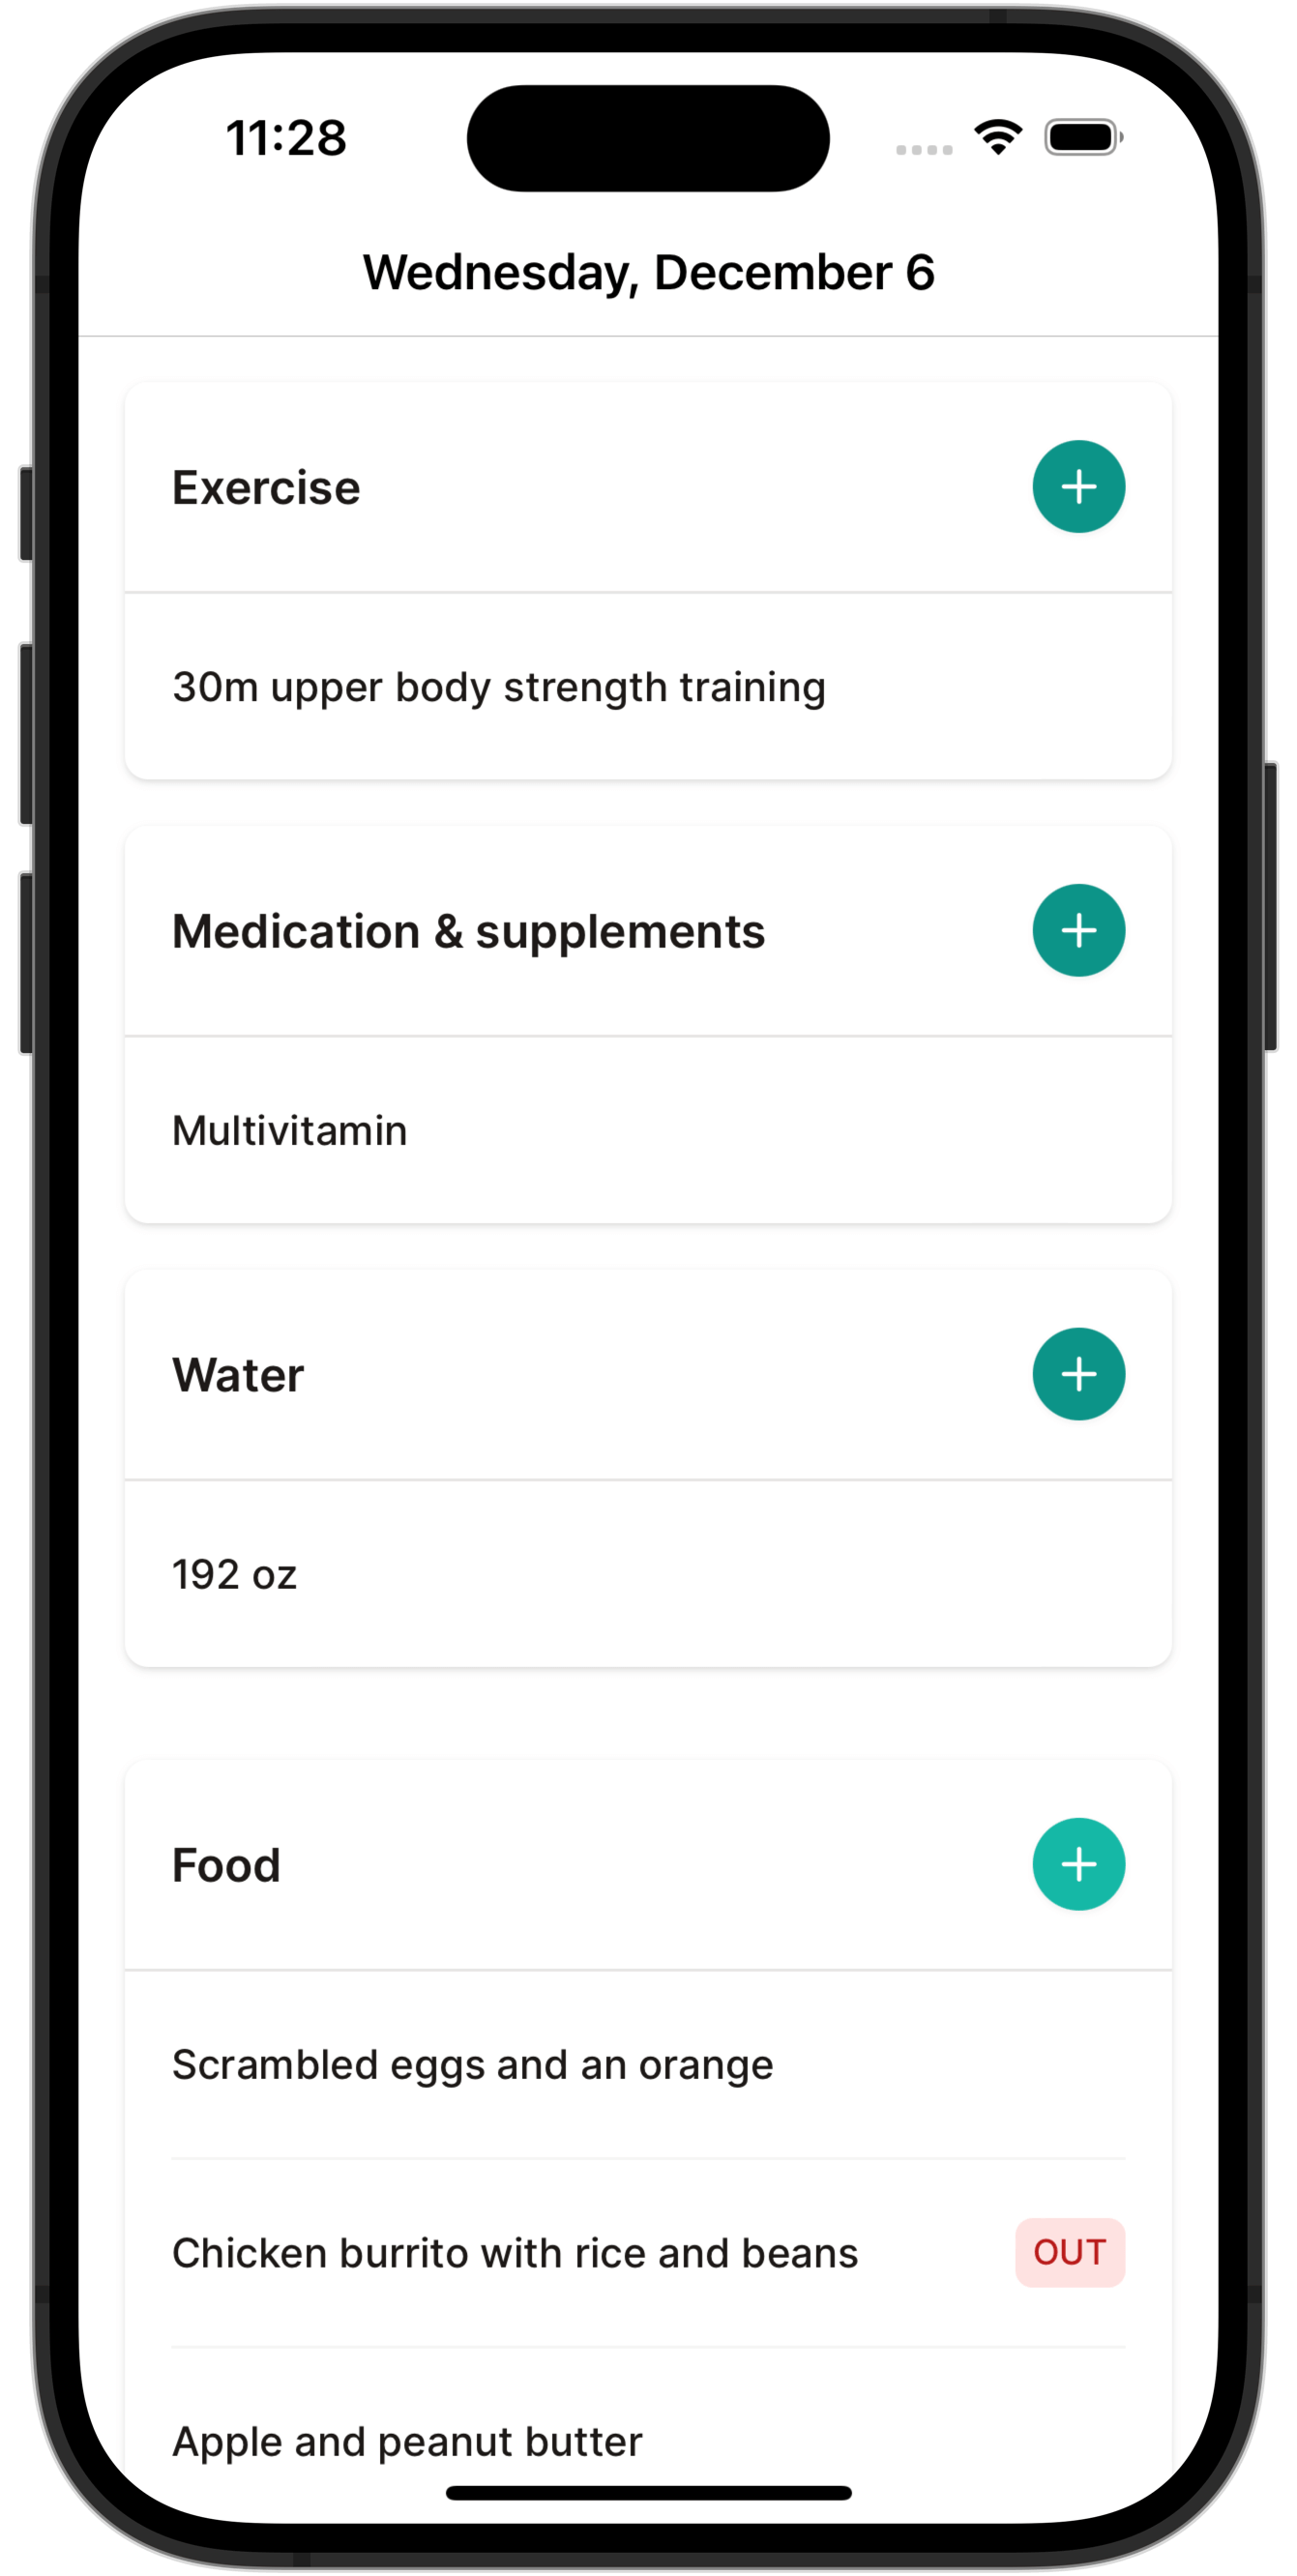 11:28
Wednesday, December 6
Exercise
30m upper body strength training
Medication & supplements
Multivitamin
Water
192 oz
Food
Scrambled eggs and an orange
Chicken burrito with rice and beans OUT
Apple and peanut butter